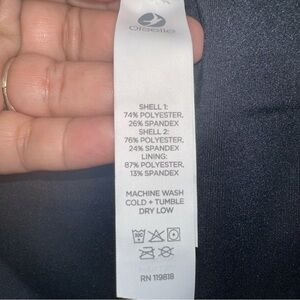 oiselle
SHELL 1:
74% POLYESTER,
26% SPANDEX
SHELL 2:
76% POLYESTER,
24% SPANDEX
LINING:
87% POLYESTER,
13% SPANDEX
MACHINE WASH
COLD + TUMBLE
DRY LOW
RN 119818